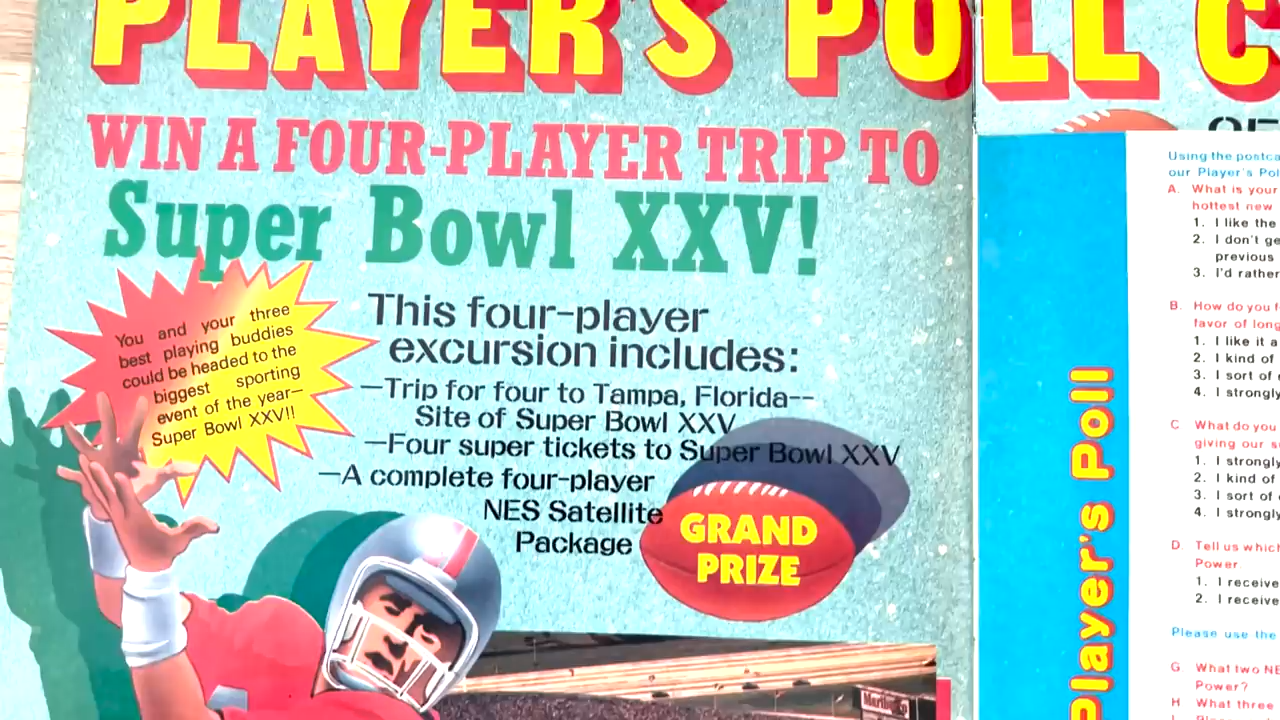 PLAYER'S POLL C
WIN A FOUR-PLAYER TRIP TO
Super Bowl XXV!
You and your three
best playing buddies
could be headed to the
biggest sporting
event of the year—
Super Bowl XXV!!
This four-player
excursion includes:
—Trip for four to Tampa, Florida--
Site of Super Bowl XXV
—Four super tickets to Super Bowl XXV
—A complete four-player
NES Satellite
Package
GRAND
PRIZE
Player's Poll
Using the postca
our Player's Pol
A. What is your
hottest new
1. I like the
2. I don't ge
previous
3. I'd rather
B. How do you f
favor of long
1. I like it a
2. I kind of
3. I sort of
4. I strongly
C What do you
giving our s
1. I strongly
2. I kind of
3. I sort of
4. I strongly
D. Tell us which
Power.
1. I receive
2. I receive
Please use the
G What two NE
Power?
H What three